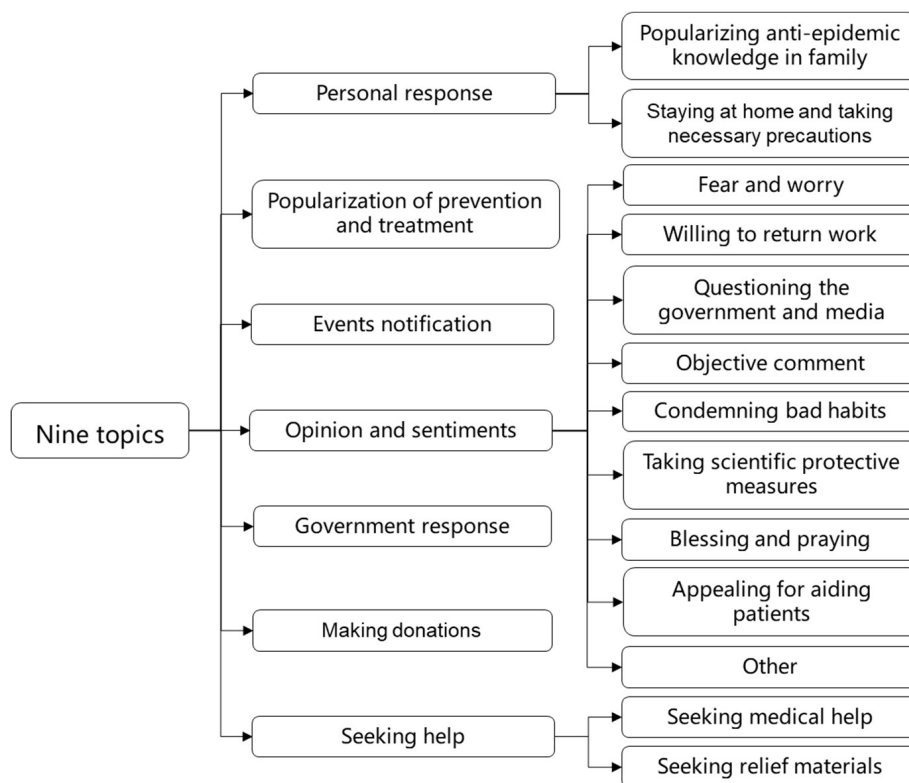 Nine topics
Personal response
Popularizing anti-epidemic
knowledge in family
Staying at home and taking
necessary precautions
Popularization of prevention
and treatment
Events notification
Opinion and sentiments
Fear and worry
Willing to return work
Questioning the
government and media
Objective comment
Condemning bad habits
Taking scientific protective
measures
Blessing and praying
Appealing for aiding
patients
Other
Government response
Making donations
Seeking help
Seeking medical help
Seeking relief materials